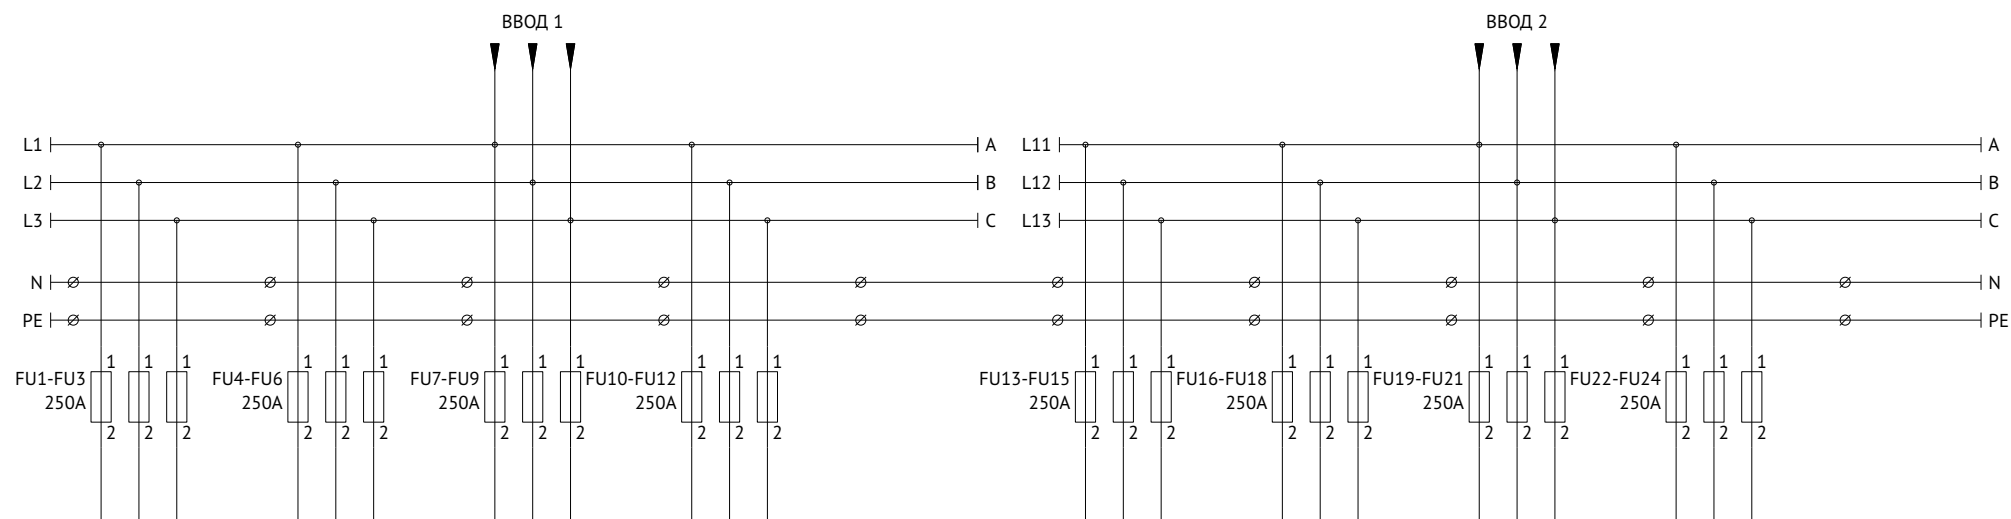 ВВОД 1 ВВОД 2
L1 A L11 A
L2 B L12 B
L3 C L13 C
N N
PE PE
1 1 1 1 1 1 1 1 1 1 1 1 1 1 1 1 1 1 1 1 1 1 1 1
FU1-FU3 FU4-FU6 FU7-FU9 FU10-FU12 FU13-FU15 FU16-FU18 FU19-FU21 FU22-FU24
250A 250A 250A 250A 250A 250A 250A 250A
2 2 2 2 2 2 2 2 2 2 2 2 2 2 2 2 2 2 2 2 2 2 2 2